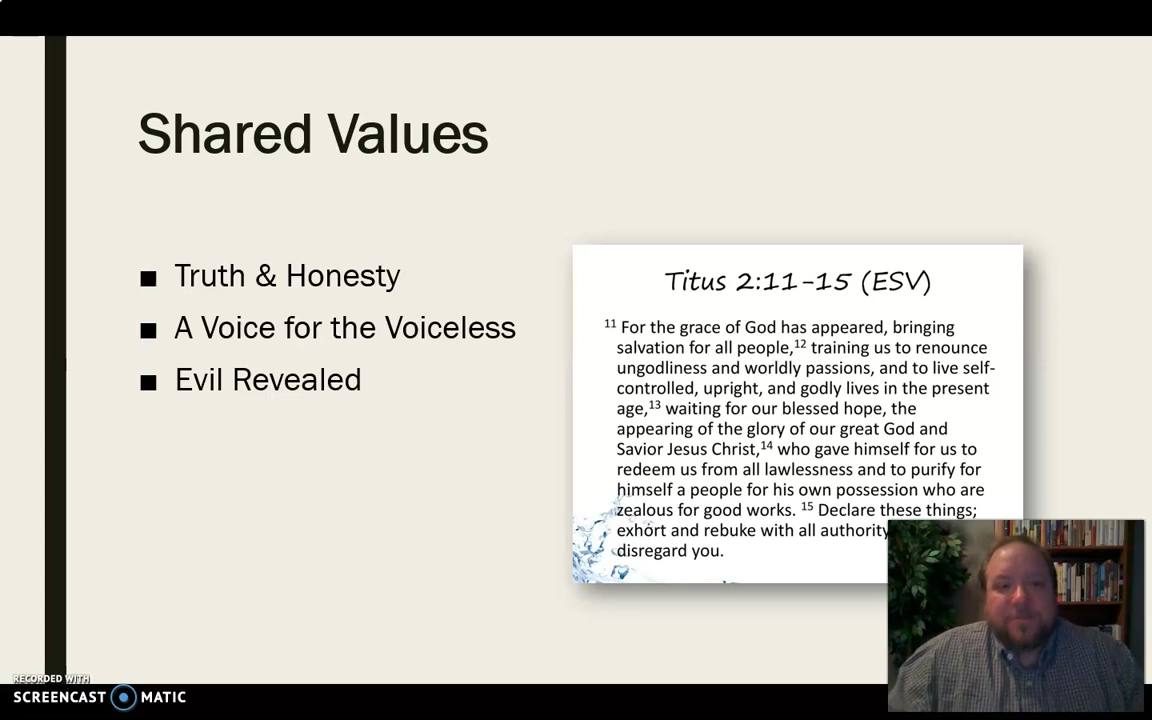 Shared Values
■ Truth & Honesty
■ A Voice for the Voiceless
■ Evil Revealed
Titus 2:11-15 (ESV)
11 For the grace of God has appeared, bringing
salvation for all people,12 training us to renounce
ungodliness and worldly passions, and to live self-
controlled, upright, and godly lives in the present
age,13 waiting for our blessed hope, the
appearing of the glory of our great God and
Savior Jesus Christ,14 who gave himself for us to
redeem us from all lawlessness and to purify for
himself a people for his own possession who are
zealous for good works. 15 Declare these things;
exhort and rebuke with all authority
disregard you.
RECORDED WITH
SCREENCAST MATIC